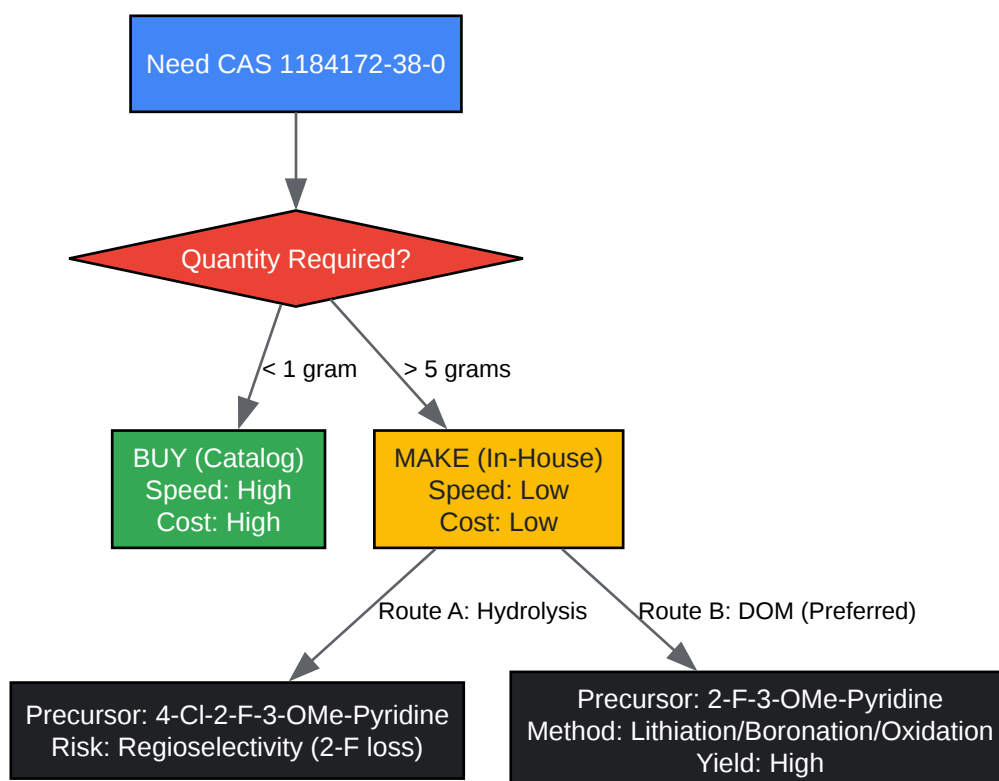 Need CAS 1184172-38-0
Quantity Required?
< 1 gram
> 5 grams
BUY (Catalog)
Speed: High
Cost: High
MAKE (In-House)
Speed: Low
Cost: Low
Route A: Hydrolysis
Route B: DOM (Preferred)
Precursor: 4-Cl-2-F-3-OMe-Pyridine
Risk: Regioselectivity (2-F loss)
Precursor: 2-F-3-OMe-Pyridine
Method: Lithiation/Boronation/Oxidation
Yield: High